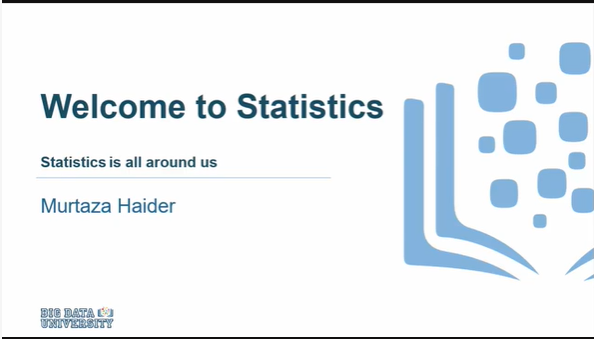 Welcome to Statistics
Statistics is all around us
Murtaza Haider
BIG DATA
UNIVERSITY